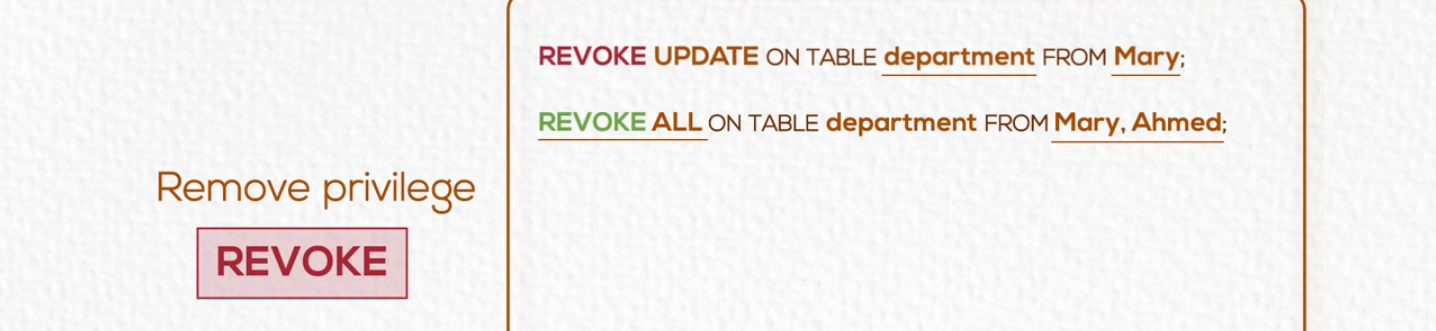 REVOKE UPDATE ON TABLE department FROM Mary;
REVOKE ALL ON TABLE department FROM Mary, Ahmed;
Remove privilege
REVOKE